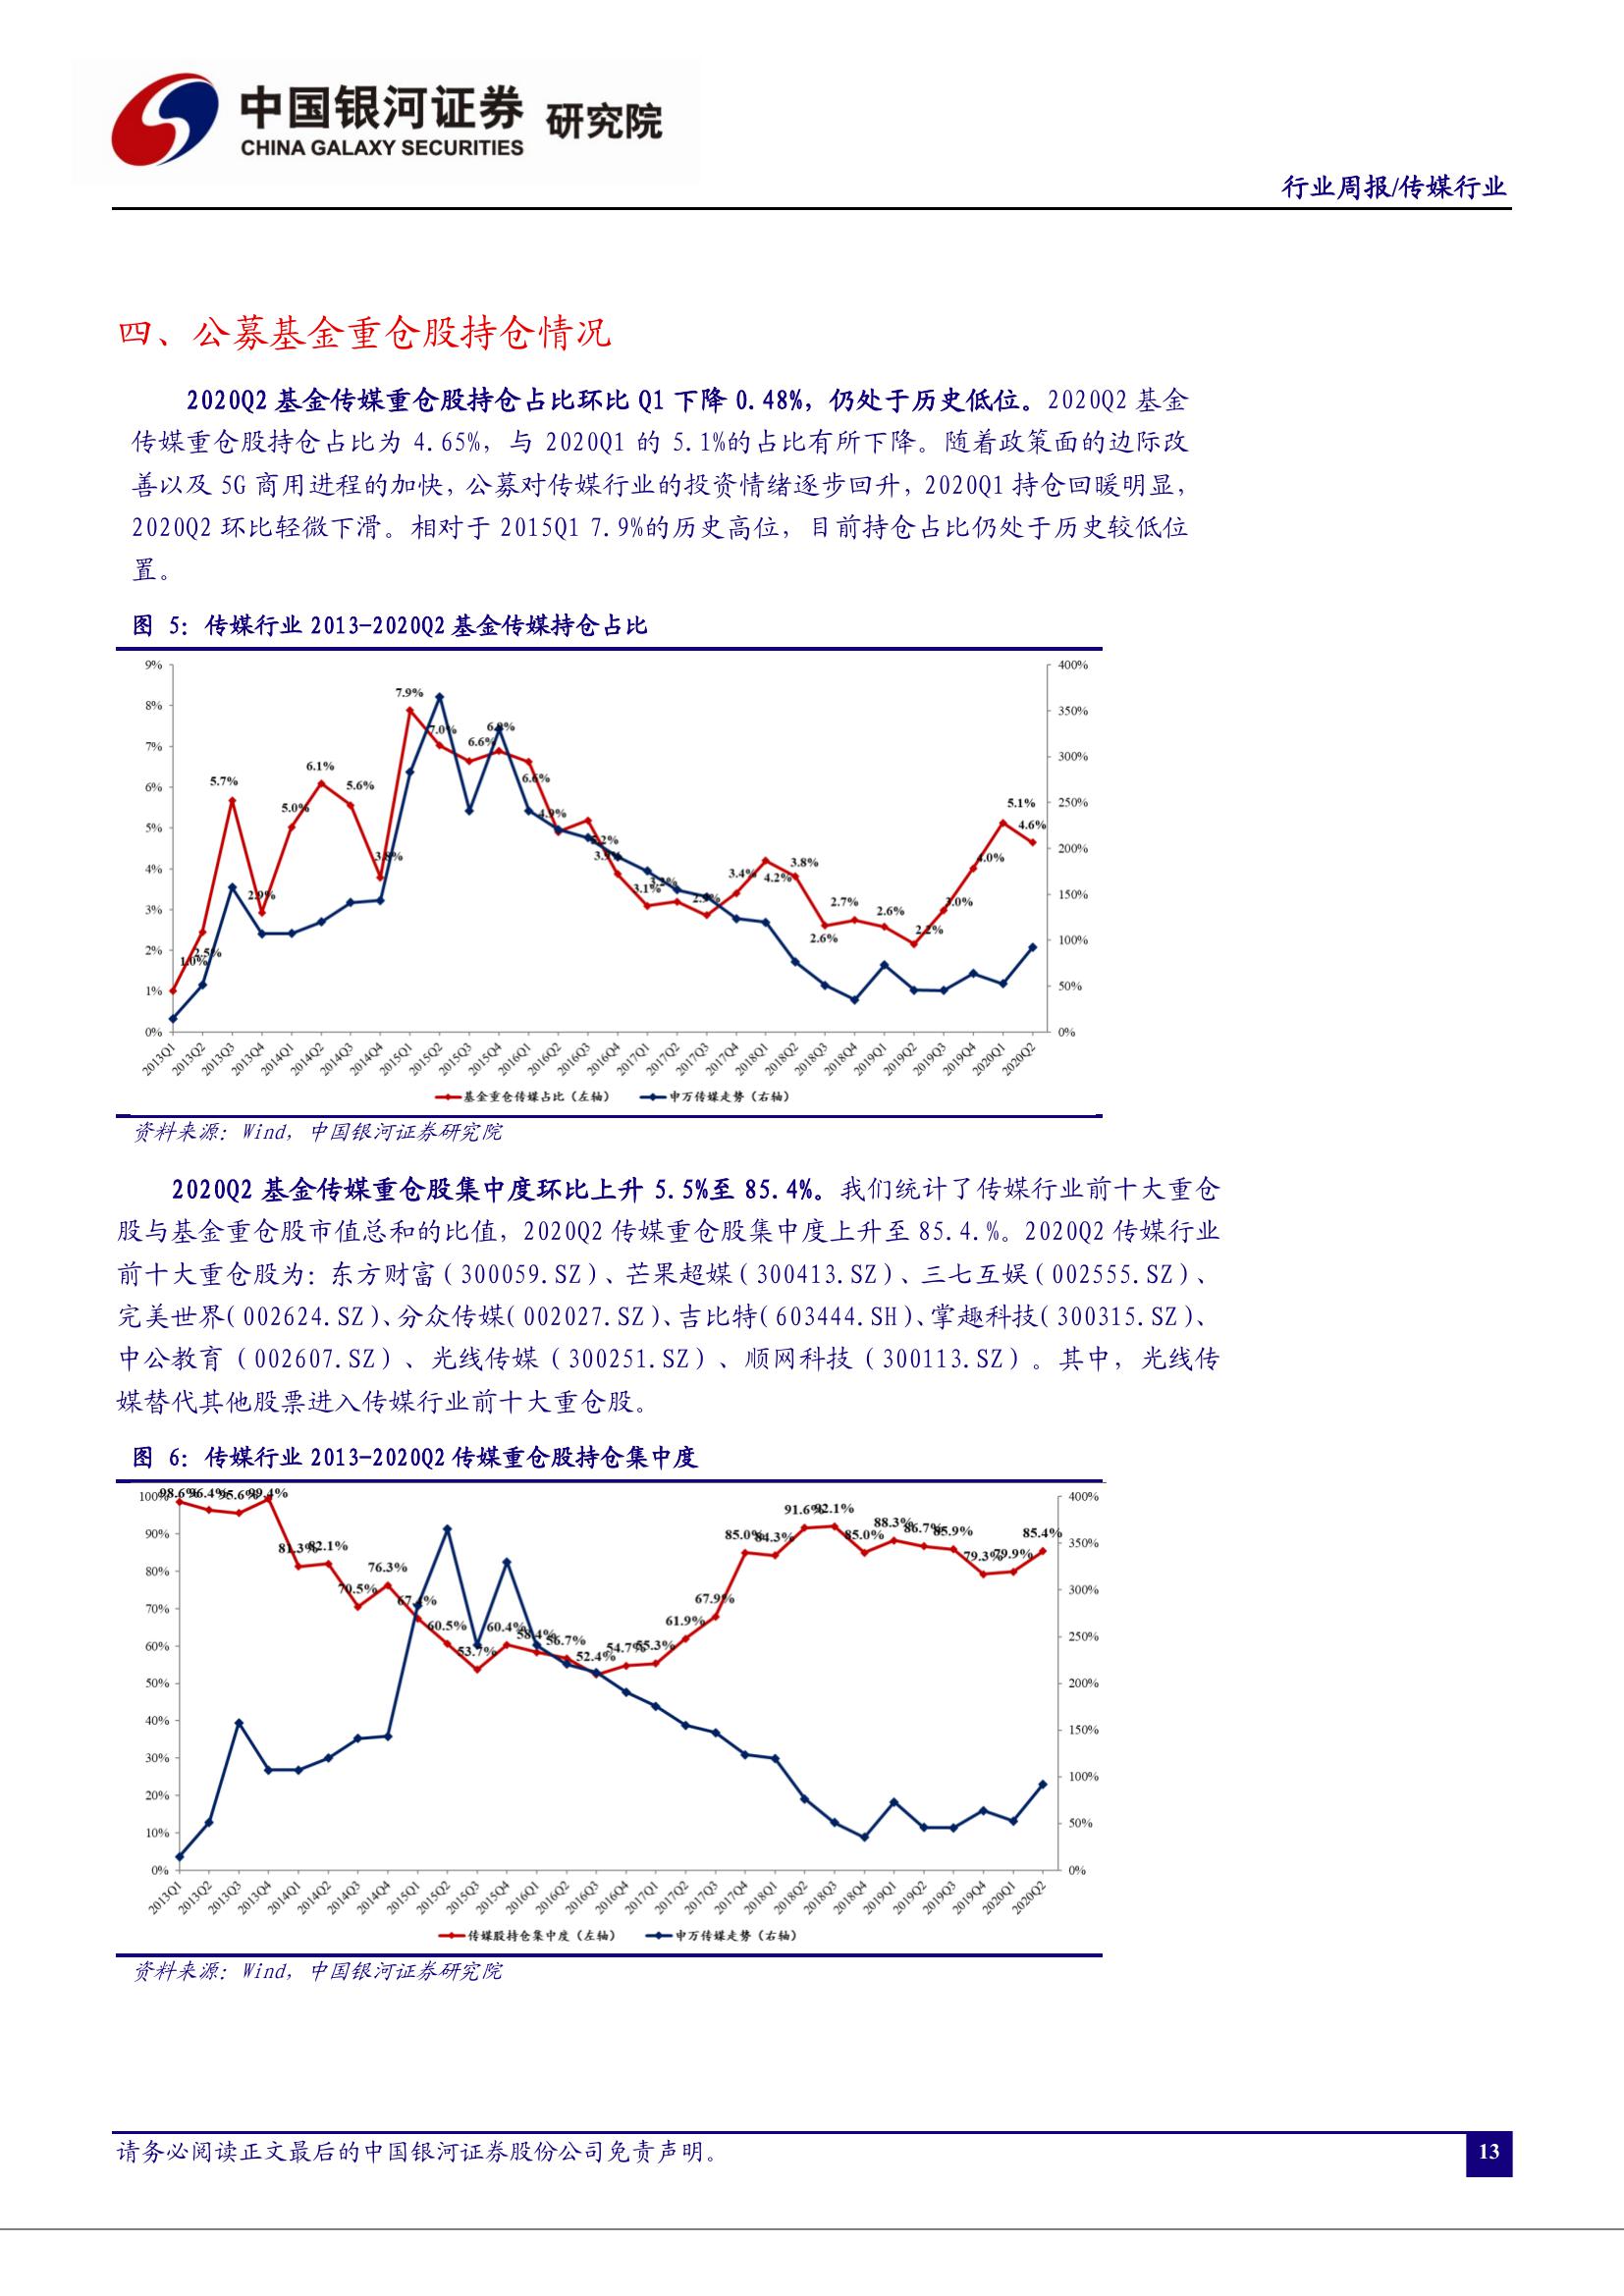 中国银河证券 研究院
CHINA GALAXY SECURITIES
行业周报/传媒行业
四、公募基金重仓股持仓情况
2020Q2 基金传媒重仓股持仓占比环比 Q1 下降 0.48%，仍处于历史低位。2020Q2 基金
传媒重仓股持仓占比为 4.65%，与 2020Q1 的 5.1%的占比有所下降。随着政策面的边际改
善以及 5G 商用进程的加快，公募对传媒行业的投资情绪逐步回升，2020Q1 持仓回暖明显，
2020Q2 环比轻微下滑。相对于 2015Q1 7.9%的历史高位，目前持仓占比仍处于历史较低位
置。
图 5：传媒行业 2013-2020Q2 基金传媒持仓占比
9%
8%
7%
6%
5%
4%
3%
2%
1%
0%
400%
350%
300%
250%
200%
150%
100%
50%
0%
1.0% 2.5% 5.7% 2.9% 5.0% 6.1% 5.6% 3.8% 7.9% 7.0% 6.6% 6.9% 6.6% 4.9% 5.2% 3.9% 3.1% 3.2% 2.9% 3.4% 4.2% 3.8% 2.6% 2.7% 2.6% 2.2% 3.0% 4.0% 5.1% 4.6%
2013Q1 2013Q2 2013Q3 2013Q4 2014Q1 2014Q2 2014Q3 2014Q4 2015Q1 2015Q2 2015Q3 2015Q4 2016Q1 2016Q2 2016Q3 2016Q4 2017Q1 2017Q2 2017Q3 2017Q4 2018Q1 2018Q2 2018Q3 2018Q4 2019Q1 2019Q2 2019Q3 2019Q4 2020Q1 2020Q2
基金重仓传媒占比（左轴） 申万传媒走势（右轴）
资料来源：Wind，中国银河证券研究院
2020Q2 基金传媒重仓股集中度环比上升 5.5%至 85.4%。我们统计了传媒行业前十大重仓
股与基金重仓股市值总和的比值，2020Q2 传媒重仓股集中度上升至 85.4.%。2020Q2 传媒行业
前十大重仓股为：东方财富（300059.SZ）、芒果超媒（300413.SZ）、三七互娱（002555.SZ）、
完美世界（002624.SZ）、分众传媒（002027.SZ）、吉比特（603444.SH）、掌趣科技（300315.SZ）、
中公教育（002607.SZ）、光线传媒（300251.SZ）、顺网科技（300113.SZ）。其中，光线传
媒替代其他股票进入传媒行业前十大重仓股。
图 6：传媒行业 2013-2020Q2 传媒重仓股持仓集中度
100%
90%
80%
70%
60%
50%
40%
30%
20%
10%
0%
400%
350%
300%
250%
200%
150%
100%
50%
0%
98.6% 96.4% 95.6% 99.4% 81.3% 82.1% 70.5% 76.3% 67.4% 60.5% 53.7% 60.4% 58.4% 56.7% 52.4% 54.7% 55.3% 61.9% 67.9% 85.0% 84.3% 91.6% 92.1% 85.0% 88.3% 86.7% 85.9% 79.3% 79.9% 85.4%
2013Q1 2013Q2 2013Q3 2013Q4 2014Q1 2014Q2 2014Q3 2014Q4 2015Q1 2015Q2 2015Q3 2015Q4 2016Q1 2016Q2 2016Q3 2016Q4 2017Q1 2017Q2 2017Q3 2017Q4 2018Q1 2018Q2 2018Q3 2018Q4 2019Q1 2019Q2 2019Q3 2019Q4 2020Q1 2020Q2
传媒股持仓集中度（左轴） 申万传媒走势（右轴）
资料来源：Wind，中国银河证券研究院
请务必阅读正文最后的中国银河证券股份公司免责声明。
13